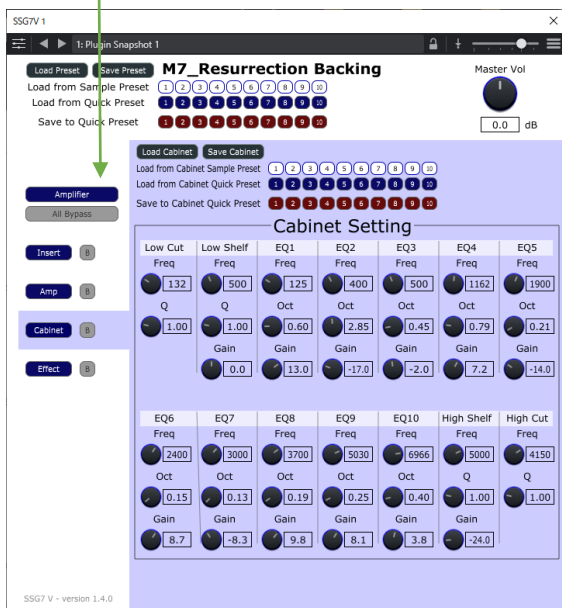 SSG7V 1
1: Plugin Snapshot 1
Load Preset Save Preset M7_Resurrection Backing Master Vol
Load from Sample Preset 1 2 3 4 5 6 7 8 9 10
Load from Quick Preset 1 2 3 4 5 6 7 8 9 10
Save to Quick Preset 1 2 3 4 5 6 7 8 9 10
0.0 dB
Load Cabinet Save Cabinet
Load from Cabinet Sample Preset 1 2 3 4 5 6 7 8 9 10
Load from Cabinet Quick Preset 1 2 3 4 5 6 7 8 9 10
Save to Cabinet Quick Preset 1 2 3 4 5 6 7 8 9 10
Amplifier
All Bypass
Insert B
Amp B
Cabinet B
Effect B
Cabinet Setting
Low Cut Low Shelf EQ1 EQ2 EQ3 EQ4 EQ5
Freq Freq Freq Freq Freq Freq Freq
132 500 125 400 500 1162 1900
Q Q Oct Oct Oct Oct Oct
1.00 1.00 0.60 2.85 0.45 0.79 0.21
Gain Gain Gain Gain Gain Gain
0.0 13.0 -17.0 -2.0 7.2 -14.0
EQ6 EQ7 EQ8 EQ9 EQ10 High Shelf High Cut
Freq Freq Freq Freq Freq Freq Freq
2400 3000 3700 5030 6966 5000 4150
Oct Oct Oct Oct Oct Q Q
0.15 0.13 0.19 0.25 0.40 1.00 1.00
Gain Gain Gain Gain Gain Gain
8.7 -8.3 9.8 8.1 3.8 -24.0
SSG7 V - version 1.4.0